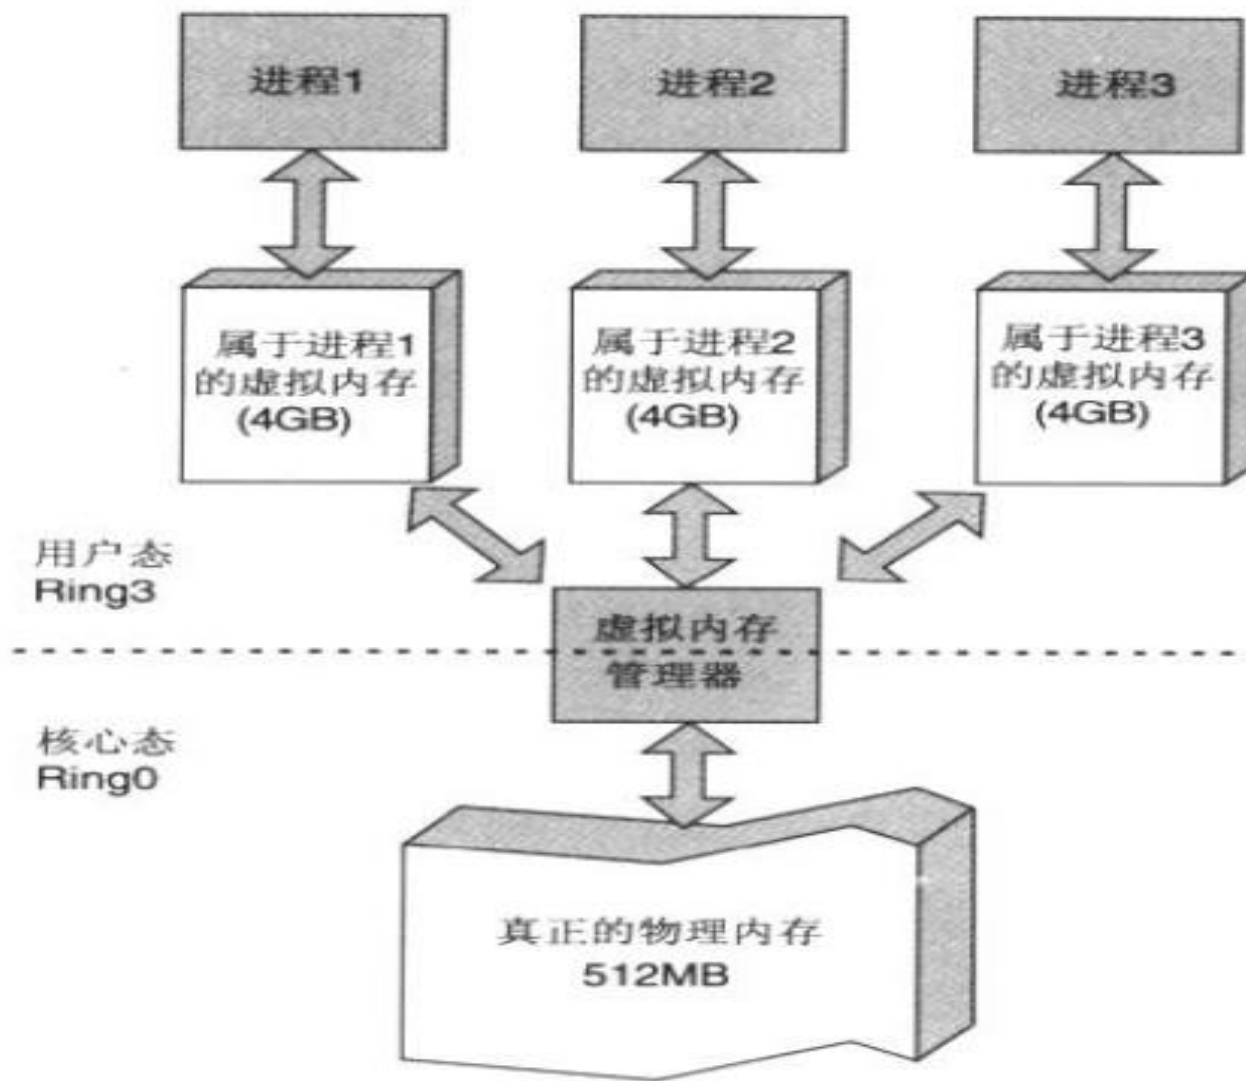 进程1
进程2
进程3
属于进程1
的虚拟内存
(4GB)
属于进程2
的虚拟内存
(4GB)
属于进程3
的虚拟内存
(4GB)
用户态
Ring3
虚拟内存
管理器
核心态
Ring0
真正的物理内存
512MB